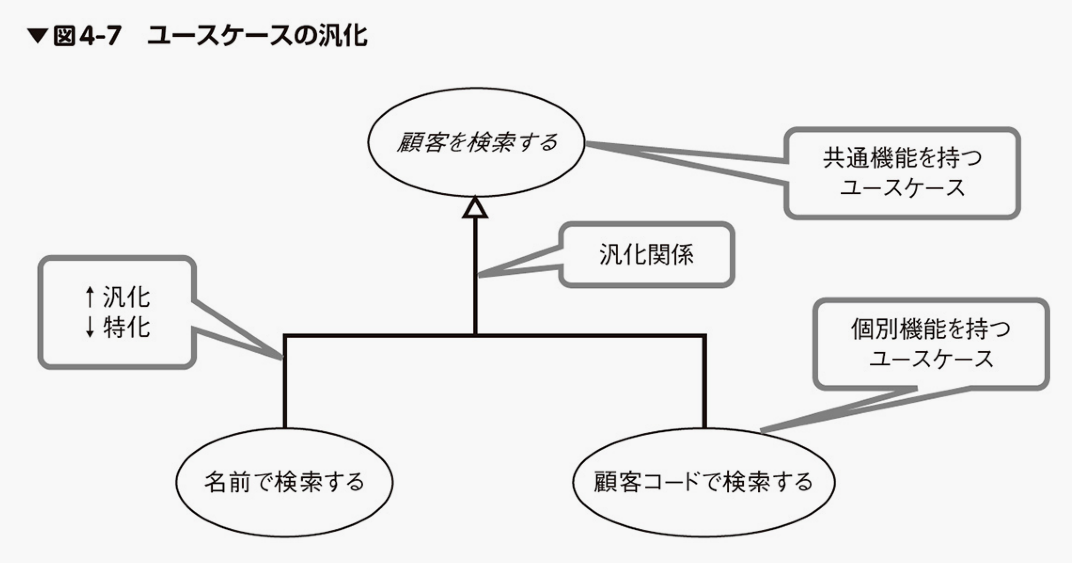 ▼図4-7　ユースケースの汎化
顧客を検索する
共通機能を持つ
ユースケース
汎化関係
↑汎化
↓特化
個別機能を持つ
ユースケース
名前で検索する
顧客コードで検索する